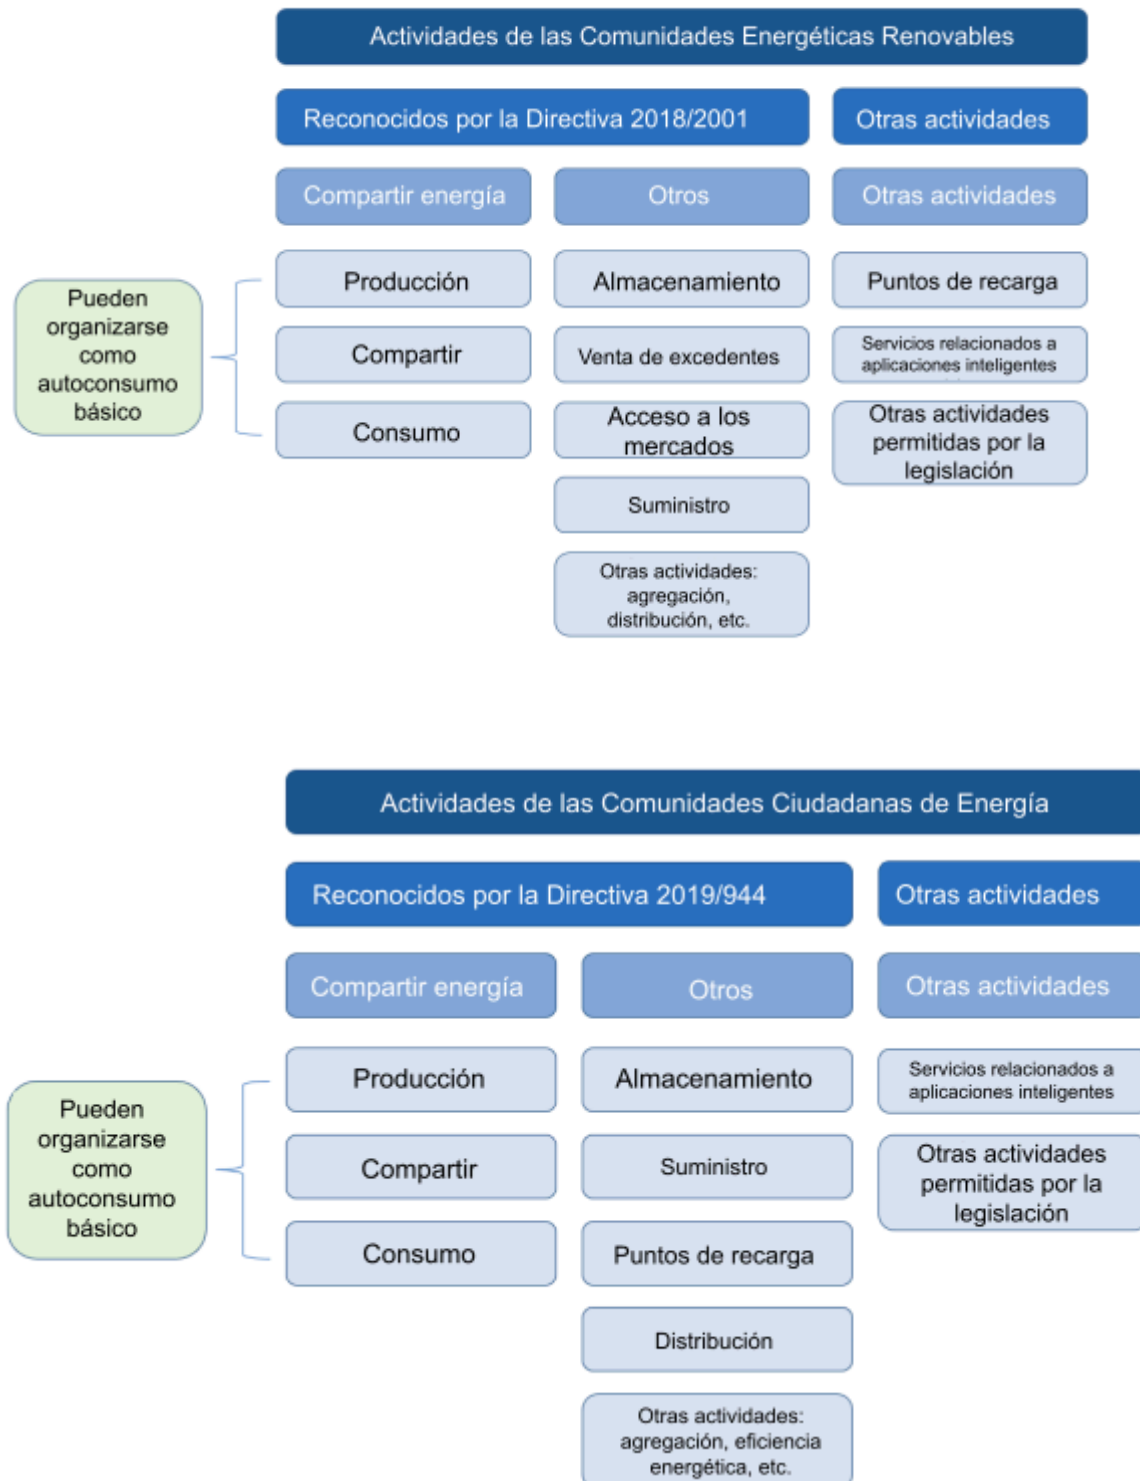 Actividades de las Comunidades Energéticas Renovables
Reconocidos por la Directiva 2018/2001
Otras actividades
Compartir energía
Otros
Otras actividades
Pueden
organizarse
como
autoconsumo
básico
Producción
Compartir
Consumo
Almacenamiento
Venta de excedentes
Acceso a los
mercados
Suministro
Otras actividades:
agregación,
distribución, etc.
Puntos de recarga
Servicios relacionados a
aplicaciones inteligentes
Otras actividades
permitidas por la
legislación
Actividades de las Comunidades Ciudadanas de Energía
Reconocidos por la Directiva 2019/944
Otras actividades
Compartir energía
Otros
Otras actividades
Pueden
organizarse
como
autoconsumo
básico
Producción
Compartir
Consumo
Almacenamiento
Suministro
Puntos de recarga
Distribución
Otras actividades:
agregación, eficiencia
energética, etc.
Servicios relacionados a
aplicaciones inteligentes
Otras actividades
permitidas por la
legislación